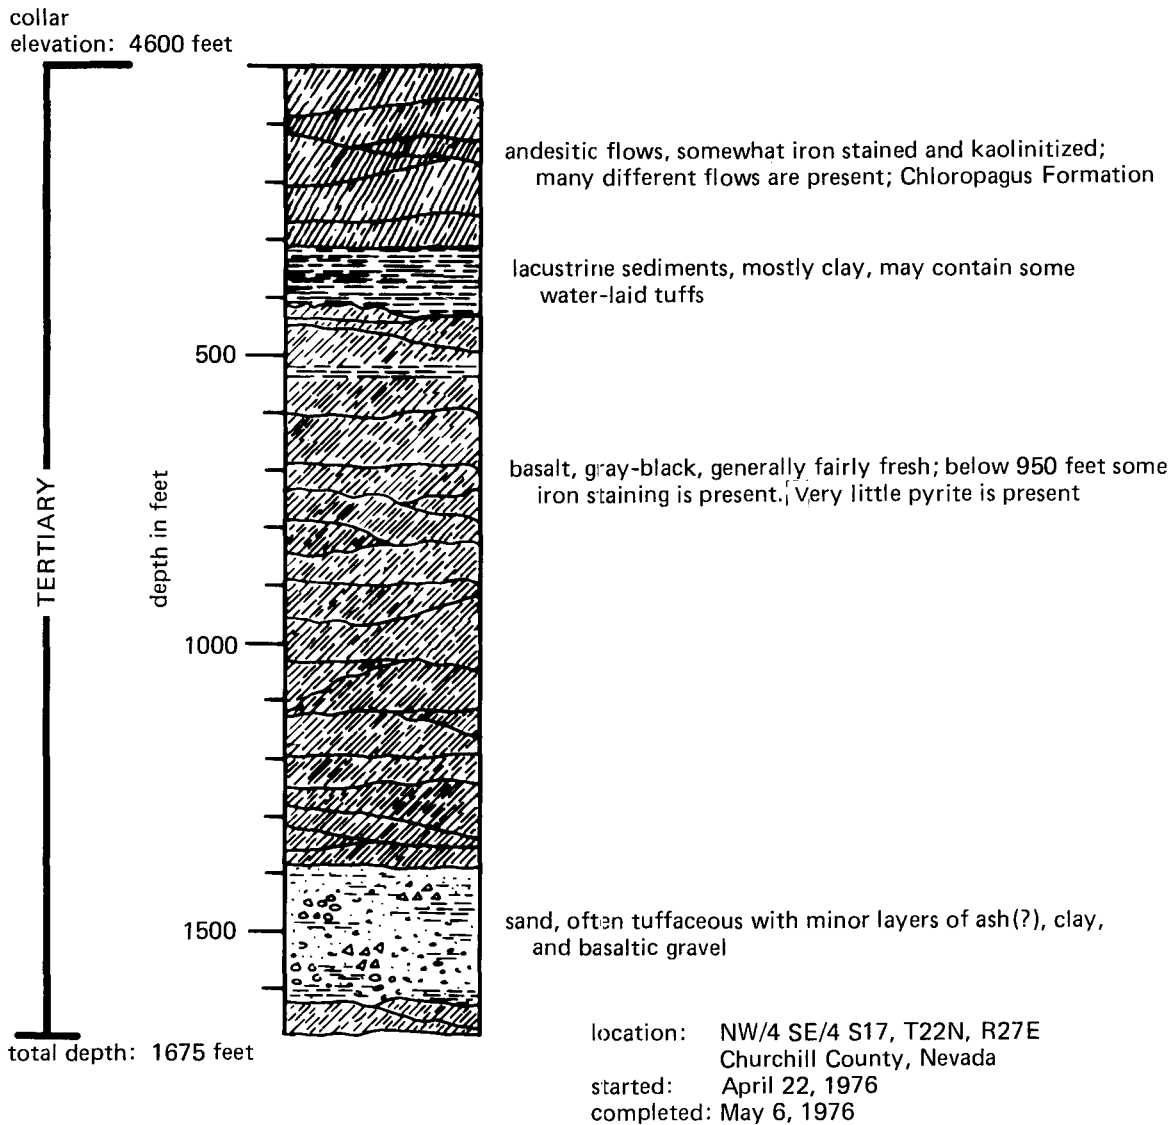 collar
elevation: 4600 feet
andesitic flows, somewhat iron stained and kaolinitized;
many different flows are present; Chloropagus Formation
lacustrine sediments, mostly clay, may contain some
water-laid tuffs
500
basalt, gray-black, generally fairly fresh; below 950 feet some
iron staining is present. Very little pyrite is present
TERTIARY
depth in feet
1000
1500
sand, often tuffaceous with minor layers of ash(?), clay,
and basaltic gravel
total depth: 1675 feet
location: NW/4 SE/4 S17, T22N, R27E
Churchill County, Nevada
started: April 22, 1976
completed: May 6, 1976